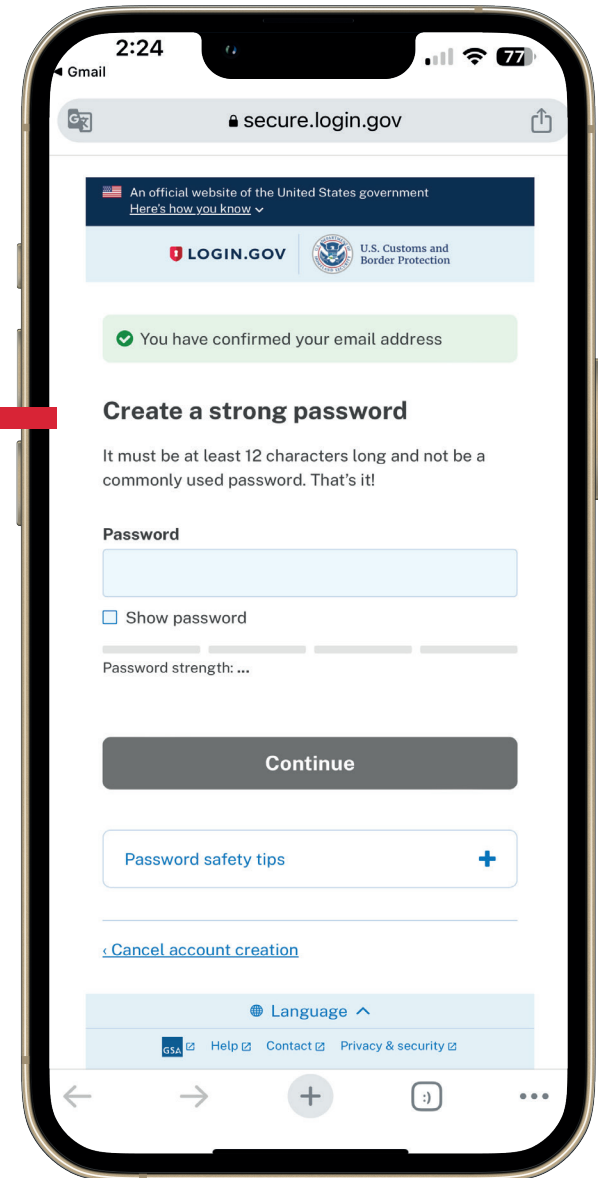 2:24
77
Gmail
secure.login.gov
An official website of the United States government
Here's how you know
LOGIN.GOV
U.S. Customs and
Border Protection
You have confirmed your email address
Create a strong password
It must be at least 12 characters long and not be a
commonly used password. That's it!
Password
Show password
Password strength: ...
Continue
Password safety tips
‹ Cancel account creation
Language
GSA Help Contact Privacy & security
:)